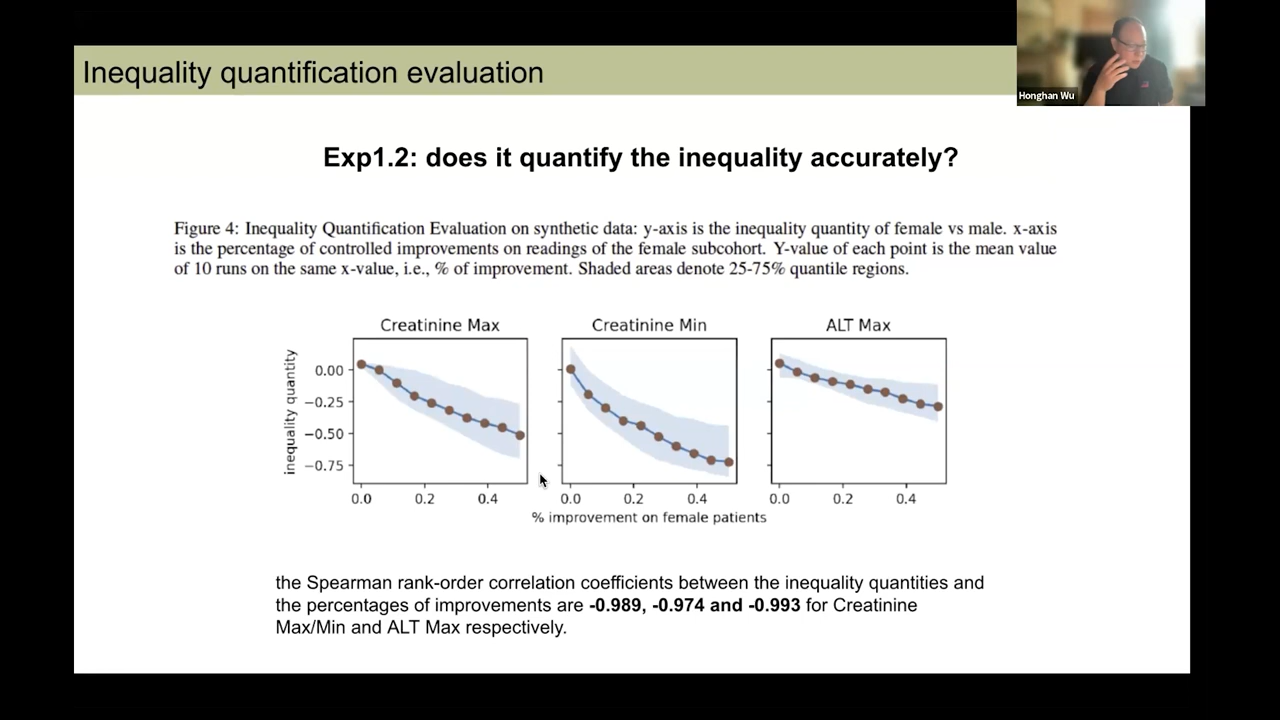 Inequality quantification evaluation
Honghan Wu
Exp1.2: does it quantify the inequality accurately?
Figure 4: Inequality Quantification Evaluation on synthetic data: y-axis is the inequality quantity of female vs male. x-axis
is the percentage of controlled improvements on readings of the female subcohort. Y-value of each point is the mean value
of 10 runs on the same x-value, i.e., % of improvement. Shaded areas denote 25-75% quantile regions.
Creatinine Max
Creatinine Min
ALT Max
inequality quantity
0.00
−0.25
−0.50
−0.75
0.0 0.2 0.4
0.0 0.2 0.4
0.0 0.2 0.4
% improvement on female patients
the Spearman rank-order correlation coefficients between the inequality quantities and
the percentages of improvements are -0.989, -0.974 and -0.993 for Creatinine
Max/Min and ALT Max respectively.